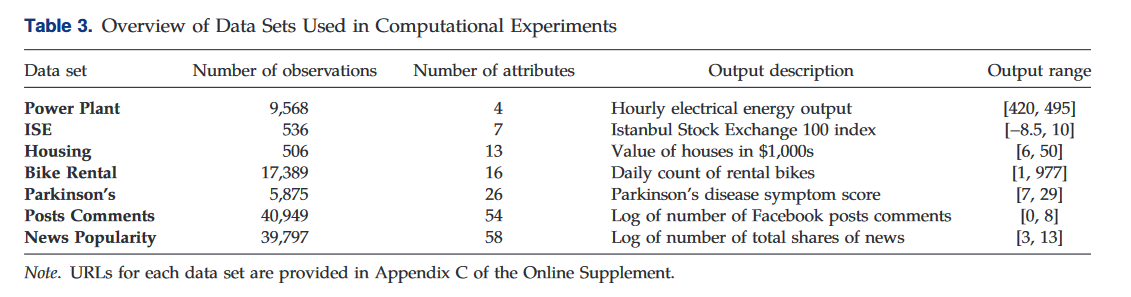 Table 3. Overview of Data Sets Used in Computational Experiments
Data set Number of observations Number of attributes Output description Output range
Power Plant 9,568 4 Hourly electrical energy output [420, 495]
ISE 536 7 Istanbul Stock Exchange 100 index [–8.5, 10]
Housing 506 13 Value of houses in $1,000s [6, 50]
Bike Rental 17,389 16 Daily count of rental bikes [1, 977]
Parkinson's 5,875 26 Parkinson's disease symptom score [7, 29]
Posts Comments 40,949 54 Log of number of Facebook posts comments [0, 8]
News Popularity 39,797 58 Log of number of total shares of news [3, 13]
Note. URLs for each data set are provided in Appendix C of the Online Supplement.